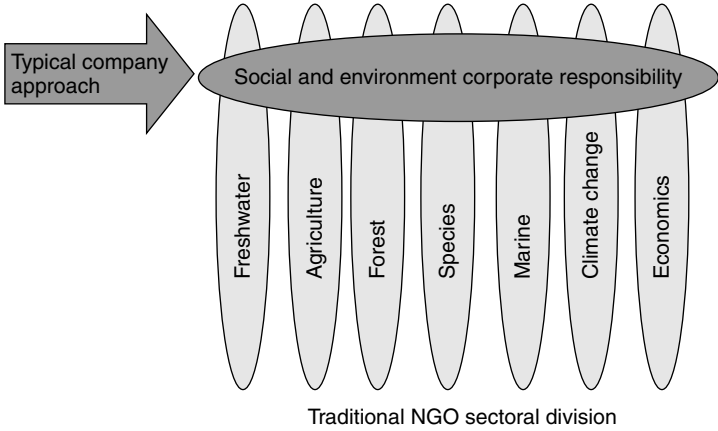 Typical company
approach
Social and environment corporate responsibility
Freshwater
Agriculture
Forest
Species
Marine
Climate change
Economics
Traditional NGO sectoral division